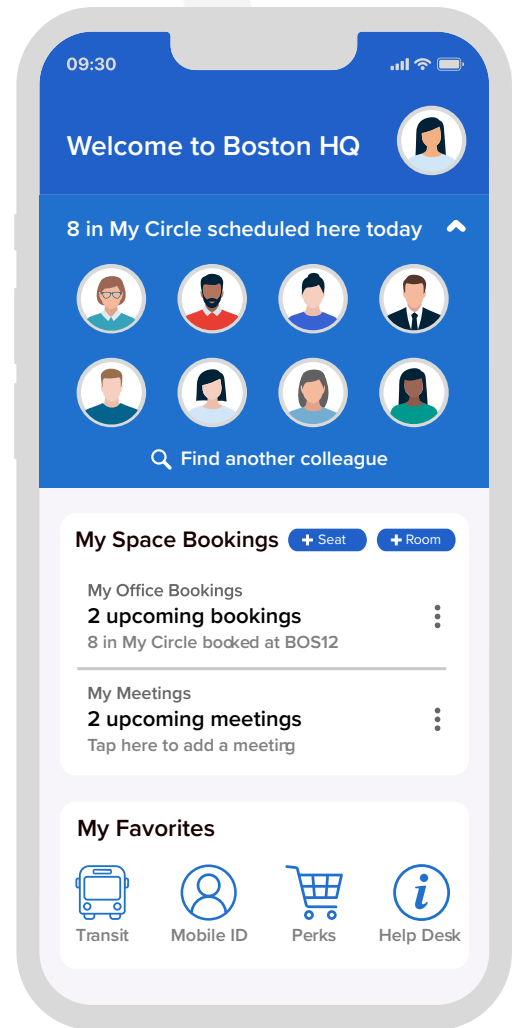 09:30
Welcome to Boston HQ
8 in My Circle scheduled here today
Find another colleague
My Space Bookings + Seat + Room
My Office Bookings
2 upcoming bookings
8 in My Circle booked at BOS12
My Meetings
2 upcoming meetings
Tap here to add a meeting
My Favorites
Transit Mobile ID Perks Help Desk